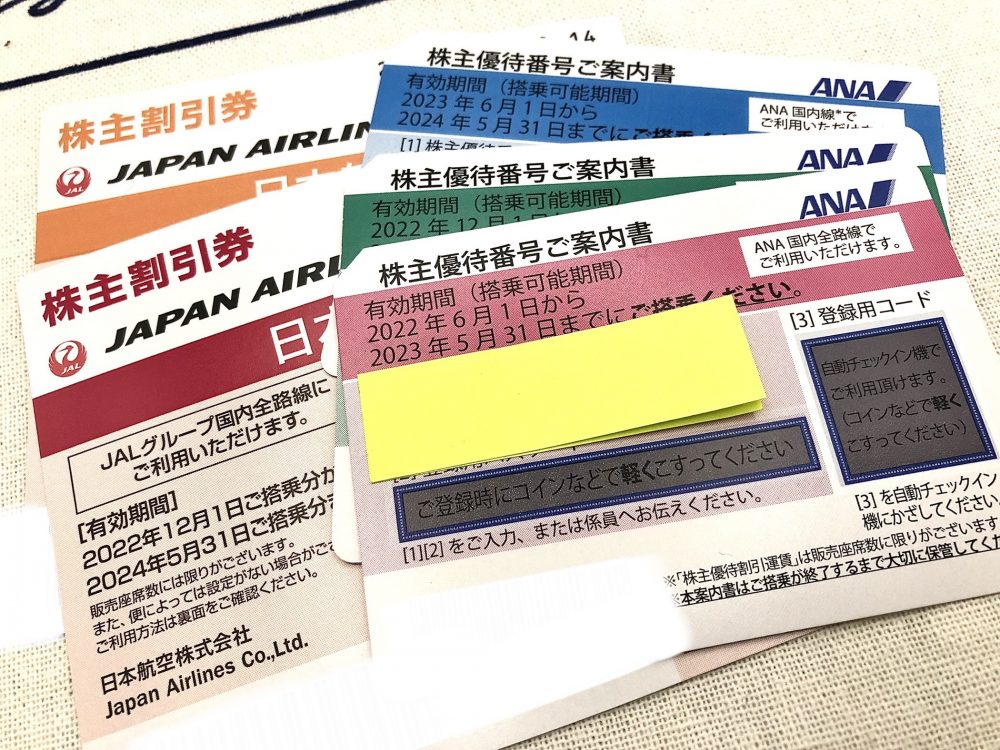 株主割引券
JAL
JAPAN AIRLIN
株主割引券
JAL
JAPAN AIRL
日
JALグループ国内全路線に
ご利用いただけます。
[有効期間]
2022年12月1日ご搭乗分か
2024年5月31日ご搭乗分
販売座席数には限りがございます。
また、便によっては設定がない場合がござ
ご利用方法は裏面をご確認ください。
日本航空株式会社
Japan Airlines Co.,Ltd.
株主優待番号ご案内書
ANA
有効期間(搭乗可能期間)
2023年6月1日から
2024年5月31日までにご搭乗く
ANA国内線*で
ご利用いただけ
[1]株主優待
株主優待番号ご案内書
ANA
有効期間(搭乗可能期間)
2022年12月1日
株主優待番号ご案内書
ANA
有効期間(搭乗可能期間)
2022年6月1日から
2023年5月31日までにご搭乗ください。
ANA国内全路線で
ご利用いただけます。
[3]登録用コード
自動チェックイン機で
ご利用頂けます。
(コインなどで軽く
こすってください)
ご登録時にコインなどで軽くこすってください
[1][2]をご入力、または係員へお伝えください。
[3]を自動チェックイン
機にかざしてください
※「株主優待割引運賃」は販売座席数に限りがございます
※本案内書はご搭乗が終了するまで大切に保管してくだ